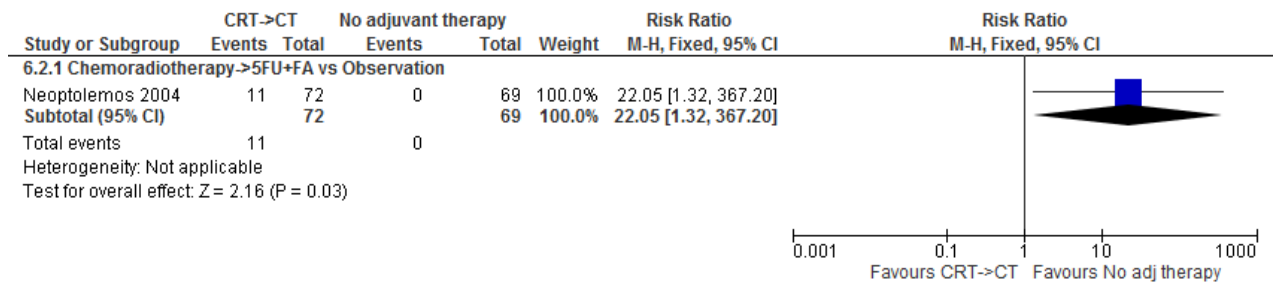 CRT->CT No adjuvant therapy Risk Ratio Risk Ratio
Study or Subgroup Events Total Events Total Weight M-H, Fixed, 95% CI M-H, Fixed, 95% CI
6.2.1 Chemoradiotherapy->5FU+FA vs Observation
Neoptolemos 2004 11 72 0 69 100.0% 22.05 [1.32, 367.20]
Subtotal (95% CI) 72 69 100.0% 22.05 [1.32, 367.20]
Total events 11 0
Heterogeneity: Not applicable
Test for overall effect: Z = 2.16 (P = 0.03)
0.001 0.1 1 10 1000
Favours CRT->CT Favours No adj therapy